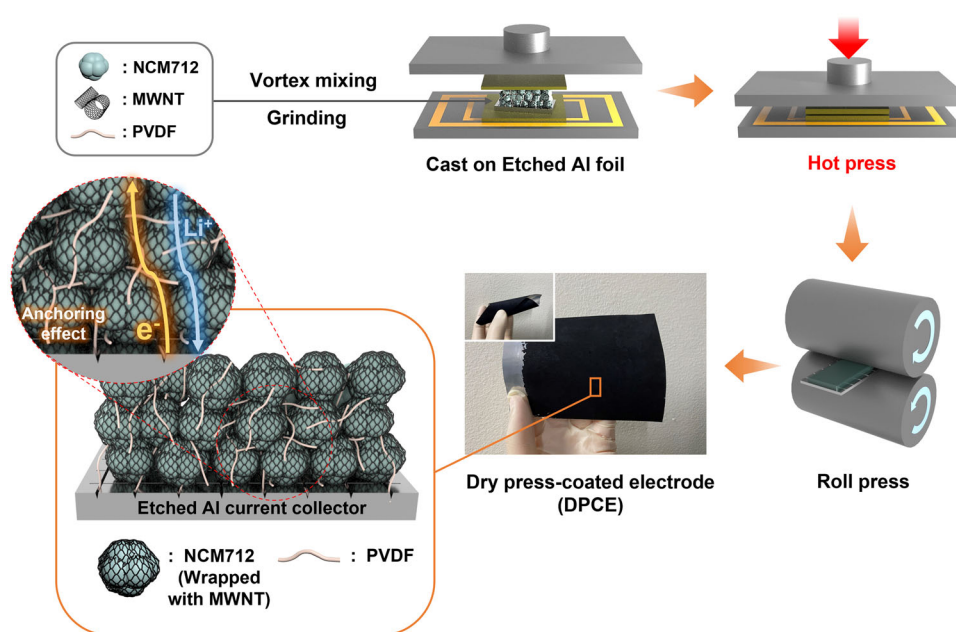 : NCM712
: MWNT
: PVDF
Vortex mixing
Grinding
Cast on Etched Al foil
Hot press
Li+
Anchoring
effect
e-
Etched Al current collector
: NCM712
(Wrapped
with MWNT)
: PVDF
Dry press-coated electrode
(DPCE)
Roll press